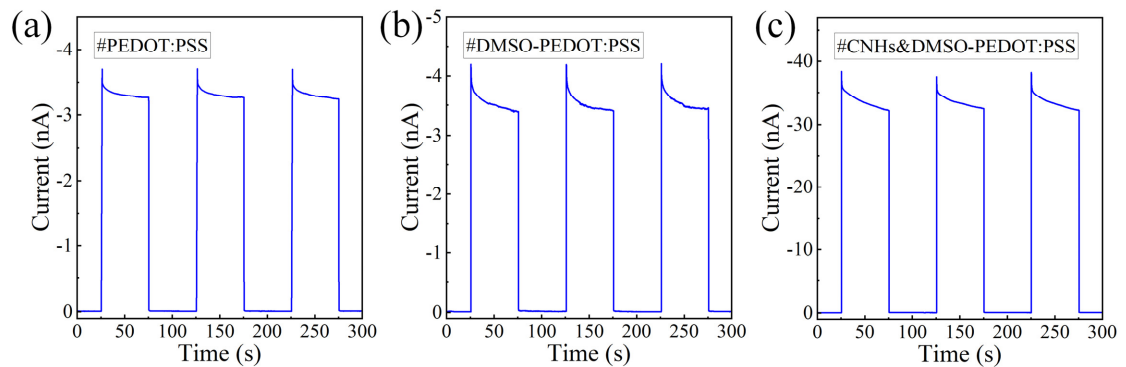 (a)
#PEDOT:PSS
Current (nA)
-4
-3
-2
-1
0
0 50 100 150 200 250 300
Time (s)
(b)
#DMSO-PEDOT:PSS
Current (nA)
-5
-4
-3
-2
-1
0
0 50 100 150 200 250 300
Time (s)
(c)
#CNHs&DMSO-PEDOT:PSS
Current (nA)
-40
-30
-20
-10
0
0 50 100 150 200 250 300
Time (s)